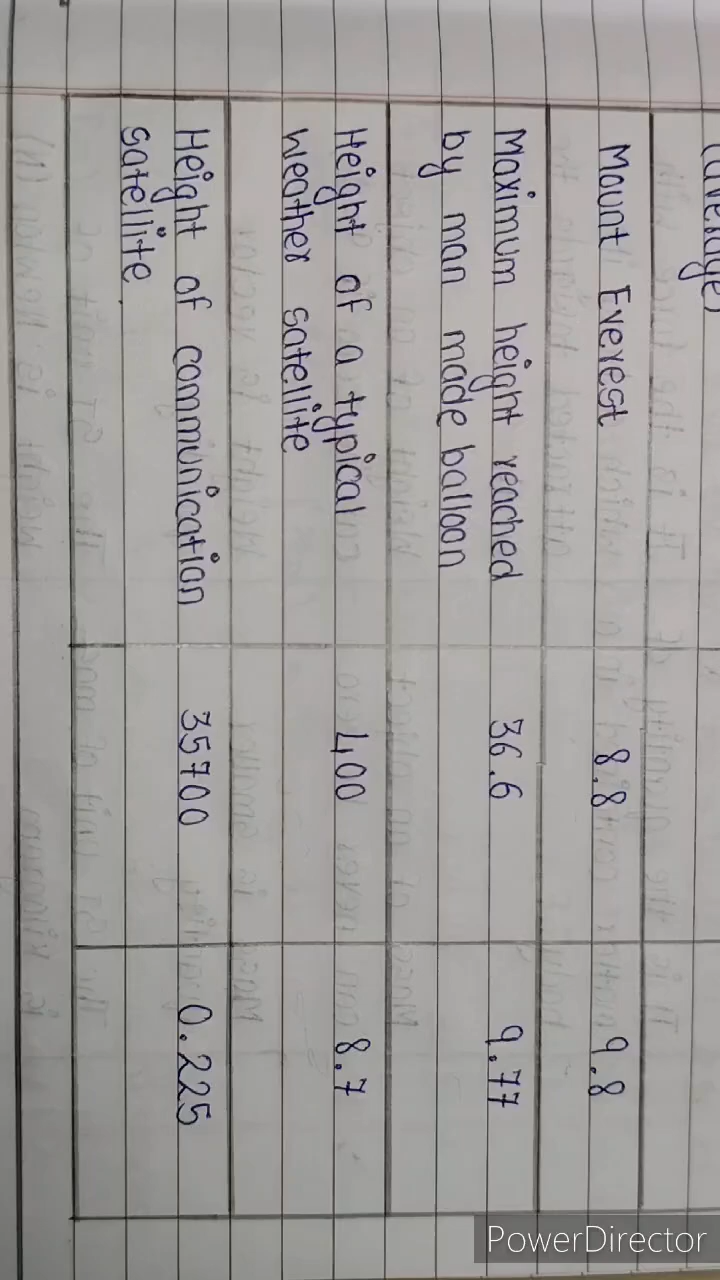 (average)
Mount Everest 8.8 9.8
Maximum height reached 36.6 9.77
by man made balloon
Height of a typical 400 8.7
weather satellite
Height of communication 35700 0.225
satellite
PowerDirector